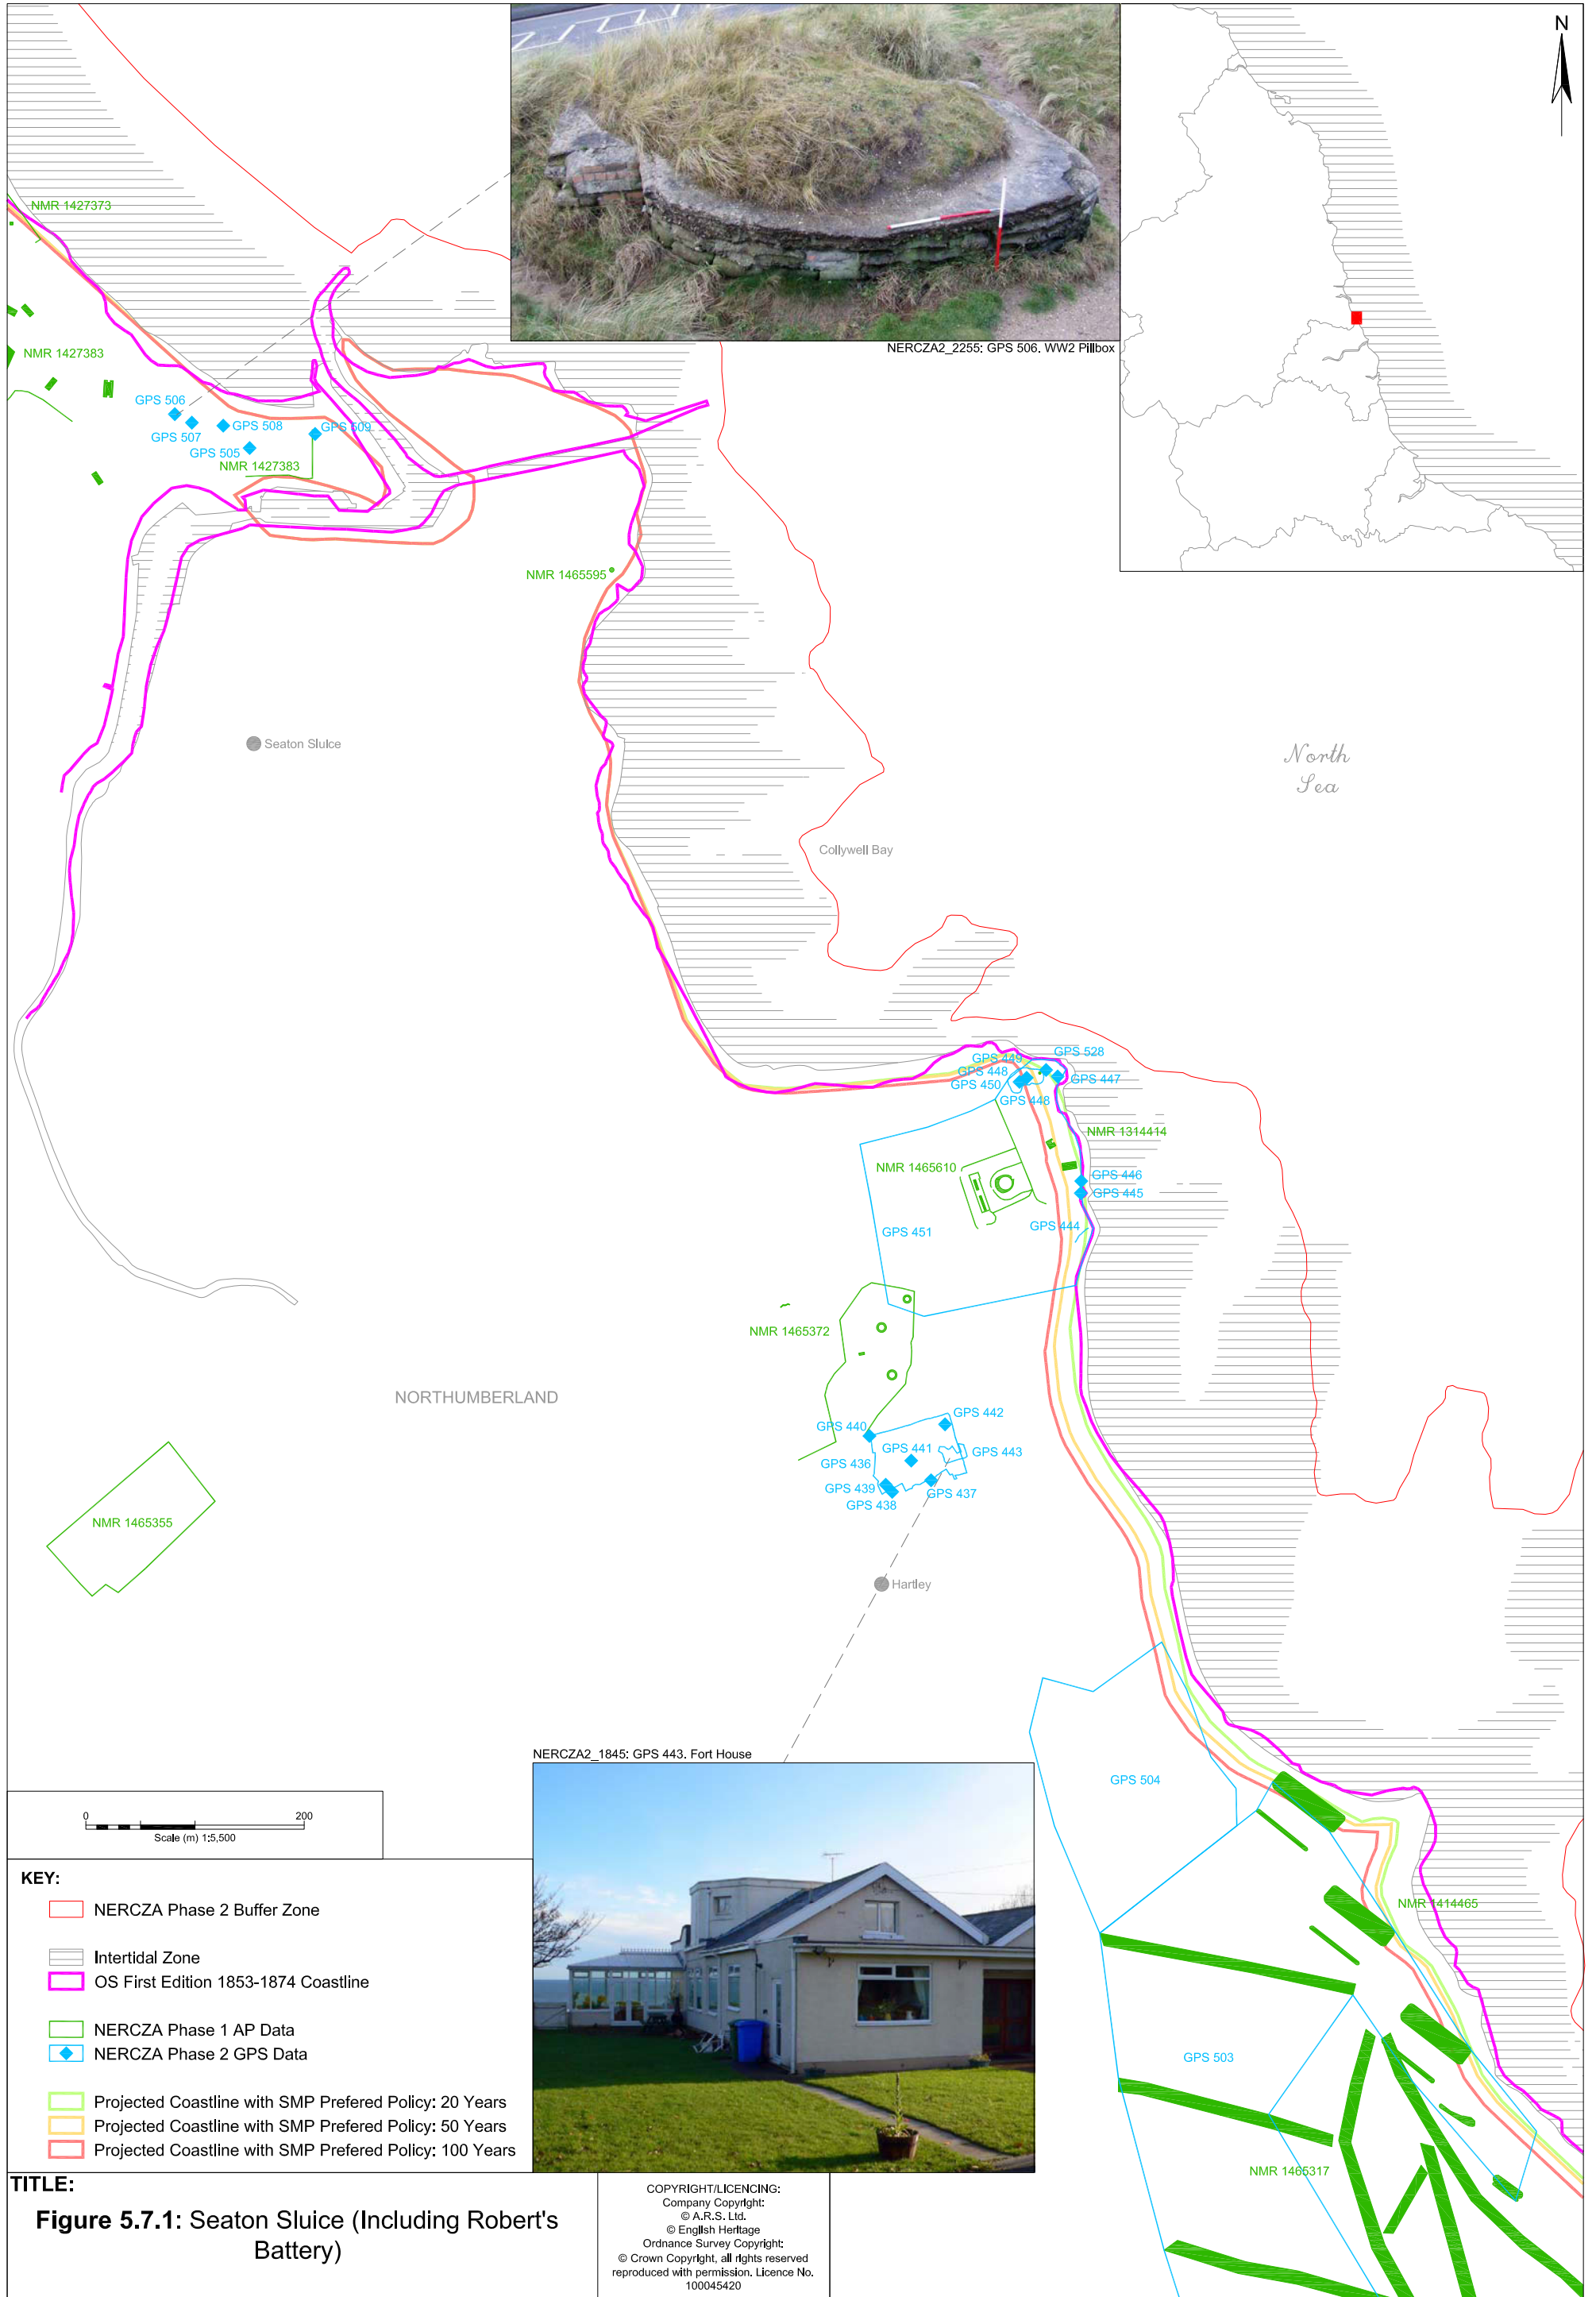 N
NERCZA2_2255: GPS 506. WW2 Pillbox
NMR 1427373
NMR 1427383
GPS 506
GPS 507
GPS 508
GPS 509
GPS 505
NMR 1427383
NMR 1465595
Seaton Sluice
North
Sea
Collywell Bay
GPS 528
GPS 449
GPS 448
GPS 447
GPS 450
GPS 448
NMR 1314414
NMR 1465610
GPS 446
GPS 445
GPS 444
GPS 451
NMR 1465372
NORTHUMBERLAND
GPS 442
GPS 440
GPS 441
GPS 443
GPS 436
GPS 439
GPS 437
GPS 438
NMR 1465355
Hartley
NERCZA2_1845: GPS 443. Fort House
GPS 504
NMR 1414465
GPS 503
NMR 1465317
0 200
Scale (m) 1:5,500
KEY:
NERCZA Phase 2 Buffer Zone
Intertidal Zone
OS First Edition 1853-1874 Coastline
NERCZA Phase 1 AP Data
NERCZA Phase 2 GPS Data
Projected Coastline with SMP Prefered Policy: 20 Years
Projected Coastline with SMP Prefered Policy: 50 Years
Projected Coastline with SMP Prefered Policy: 100 Years
TITLE:
Figure 5.7.1: Seaton Sluice (Including Robert's
Battery)
COPYRIGHT/LICENCING:
Company Copyright:
© A.R.S. Ltd.
© English Heritage
Ordnance Survey Copyright:
© Crown Copyright, all rights reserved
reproduced with permission. Licence No.
100045420